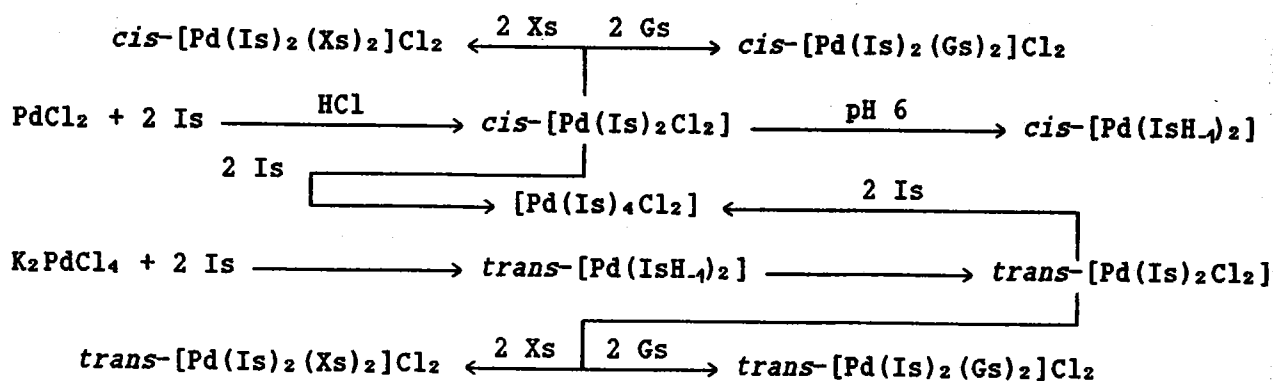 cis-[Pd(Is)₂(Xs)₂]Cl₂ 2 Xs 2 Gs cis-[Pd(Is)₂(Gs)₂]Cl₂
PdCl₂ + 2 Is HCl cis-[Pd(Is)₂Cl₂] pH 6 cis-[Pd(IsH₋₁)₂]
2 Is [Pd(Is)₄Cl₂] 2 Is
K₂PdCl₄ + 2 Is trans-[Pd(IsH₋₁)₂] trans-[Pd(Is)₂Cl₂]
trans-[Pd(Is)₂(Xs)₂]Cl₂ 2 Xs 2 Gs trans-[Pd(Is)₂(Gs)₂]Cl₂